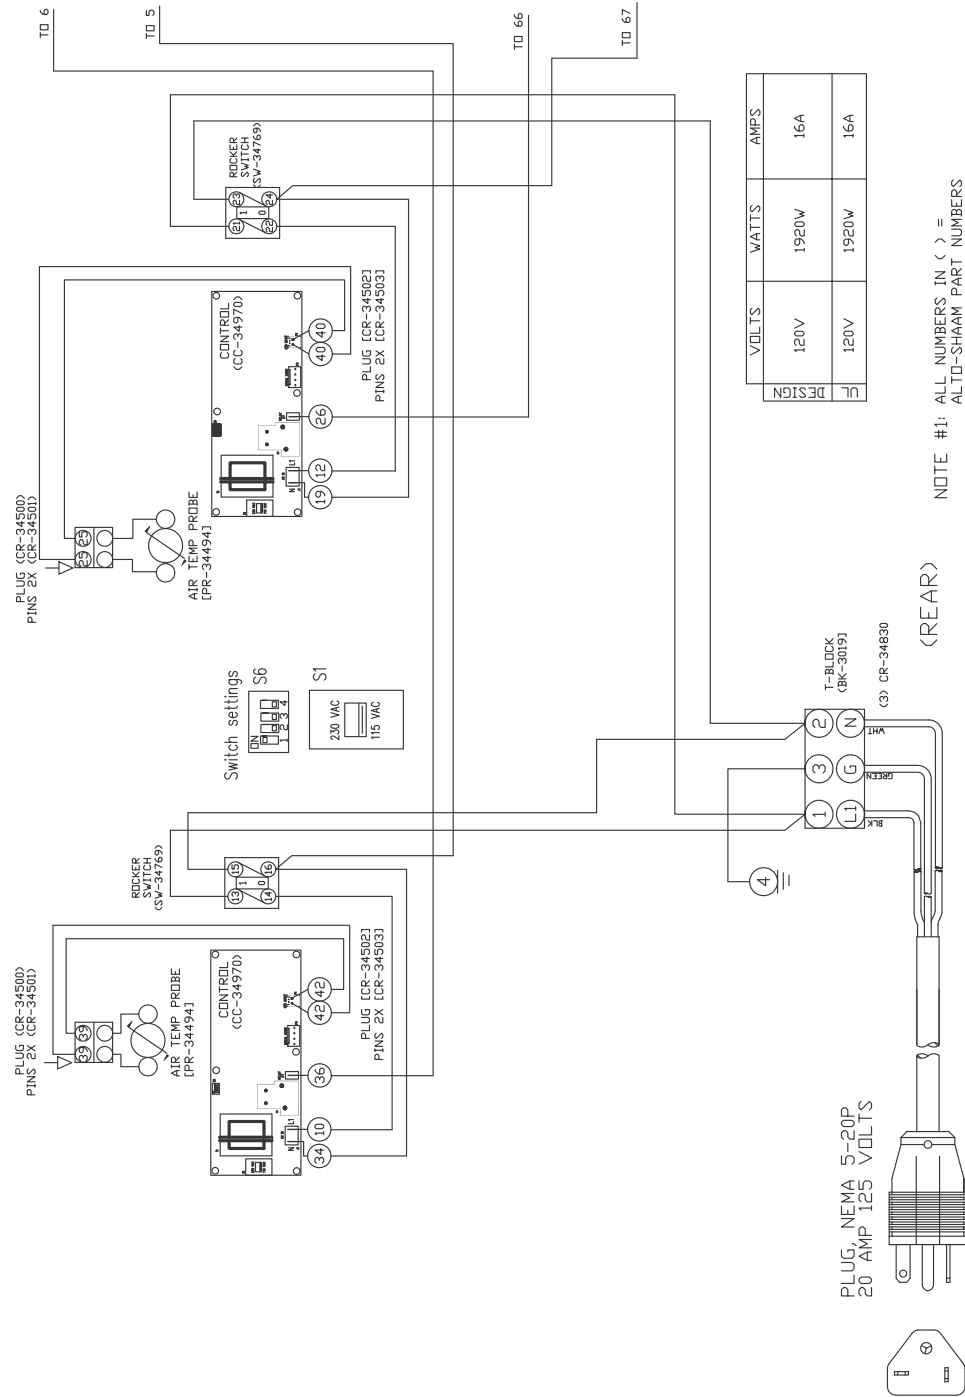 TO 6
TO 5
TO 66
TO 67
PLUG (CR-34500)
PINS 2X (CR-34501)
39 39
AIR TEMP PROBE
[PR-34494]
CONTROL
(CC-34970)
N L1
34 10 36 42 42
PLUG [CR-34502]
PINS 2X [CR-34503]
ROCKER
SWITCH
(SW-34769)
13 15
1 0
14 16
Switch settings
S6
ON
1 2 3 4
S1
230 VAC
115 VAC
PLUG (CR-34500)
PINS 2X (CR-34501)
25 25
AIR TEMP PROBE
[PR-34494]
CONTROL
(CC-34970)
N L1
19 12 26 40 40
PLUG [CR-34502]
PINS 2X [CR-34503]
ROCKER
SWITCH
(SW-34769)
21 23
1 0
22 24
4
1 3 2
L1 G N
BLK
GREEN
WHT
T-BLOCK
(BK-3019)
(3) CR-34830
PLUG, NEMA 5-20P
20 AMP 125 VOLTS
VOLTS WATTS AMPS
DESIGN 120V 1920W 16A
UL 120V 1920W 16A
(REAR)
NOTE #1: ALL NUMBERS IN ( ) =
ALTO-SHAAM PART NUMBERS